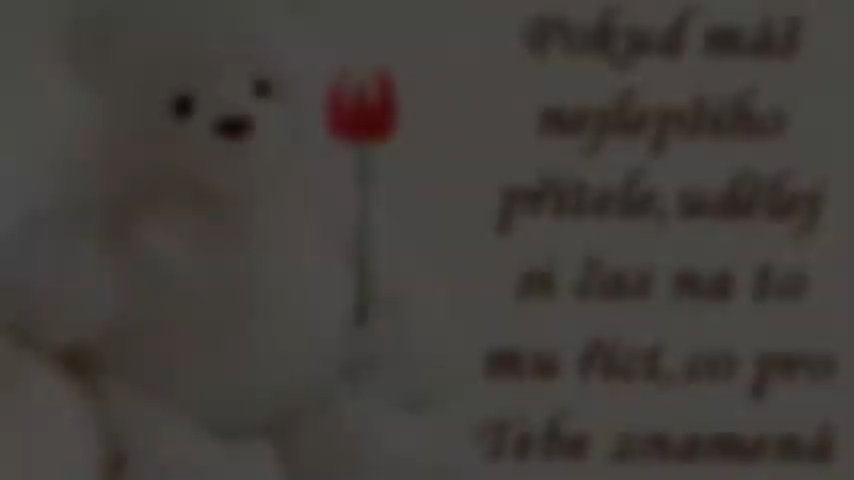 Pokud máš
nejlepšího
přítele,udělej
si čas na to
mu říct,co pro
Tebe znamená